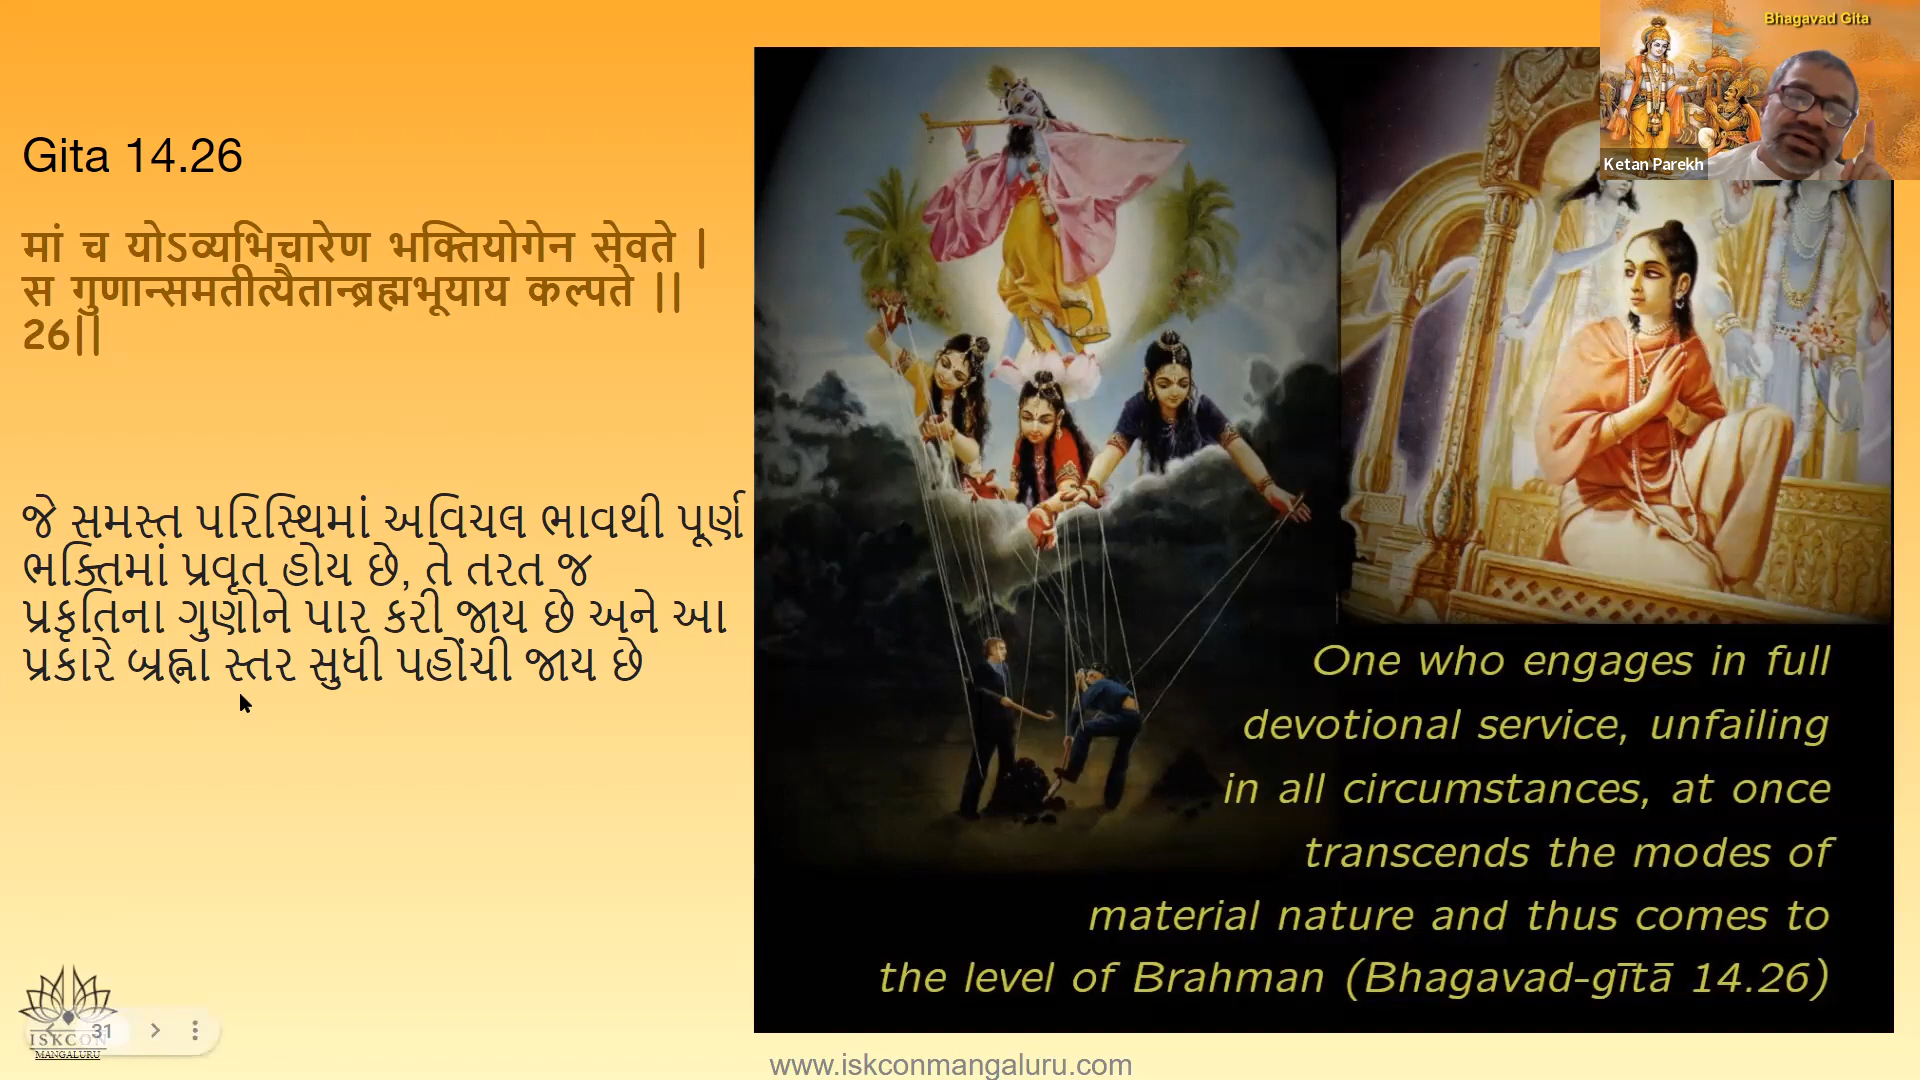 Gita 14.26
मां च योऽव्यभिचारेण भक्तियोगेन सेवते |
स गुणान्समतीत्यैतान्ब्रह्मभूयाय कल्पते ||
26||
જે સમસ્ત પરિસ્થિમાં અવિચલ ભાવથી પૂર્ણ
ભક્તિમાં પ્રવૃત હોય છે, તે તરત જ
પ્રકૃતિના ગુણોને પાર કરી જાય છે અને આ
પ્રકારે બ્રહ્મા સ્તર સુધી પહોંચી જાય છે
Bhagavad Gita
Ketan Parekh
One who engages in full
devotional service, unfailing
in all circumstances, at once
transcends the modes of
material nature and thus comes to
the level of Brahman (Bhagavad-gītā 14.26)
31
ISKCON
MANGALURU
www.iskconmangaluru.com